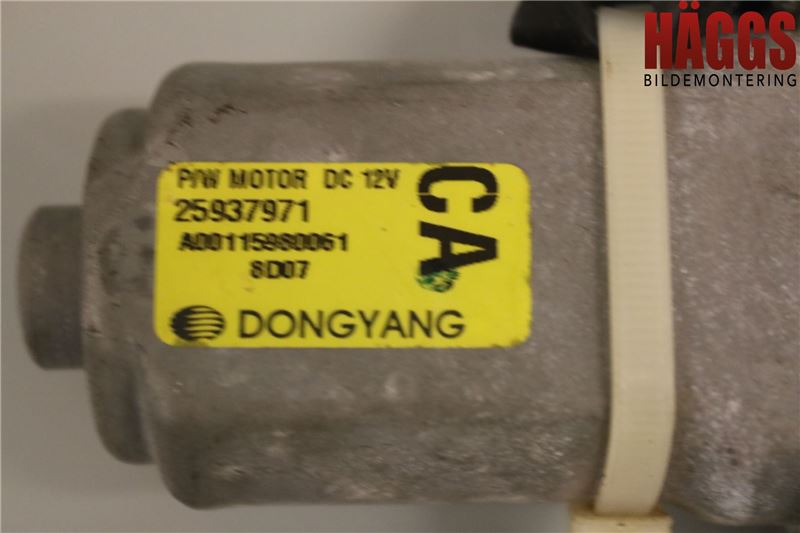 HÄGGS
BILDEMONTERING
P/W MOTOR DC 12V
25937971
A00115980061
8D07
CA
DONGYANG